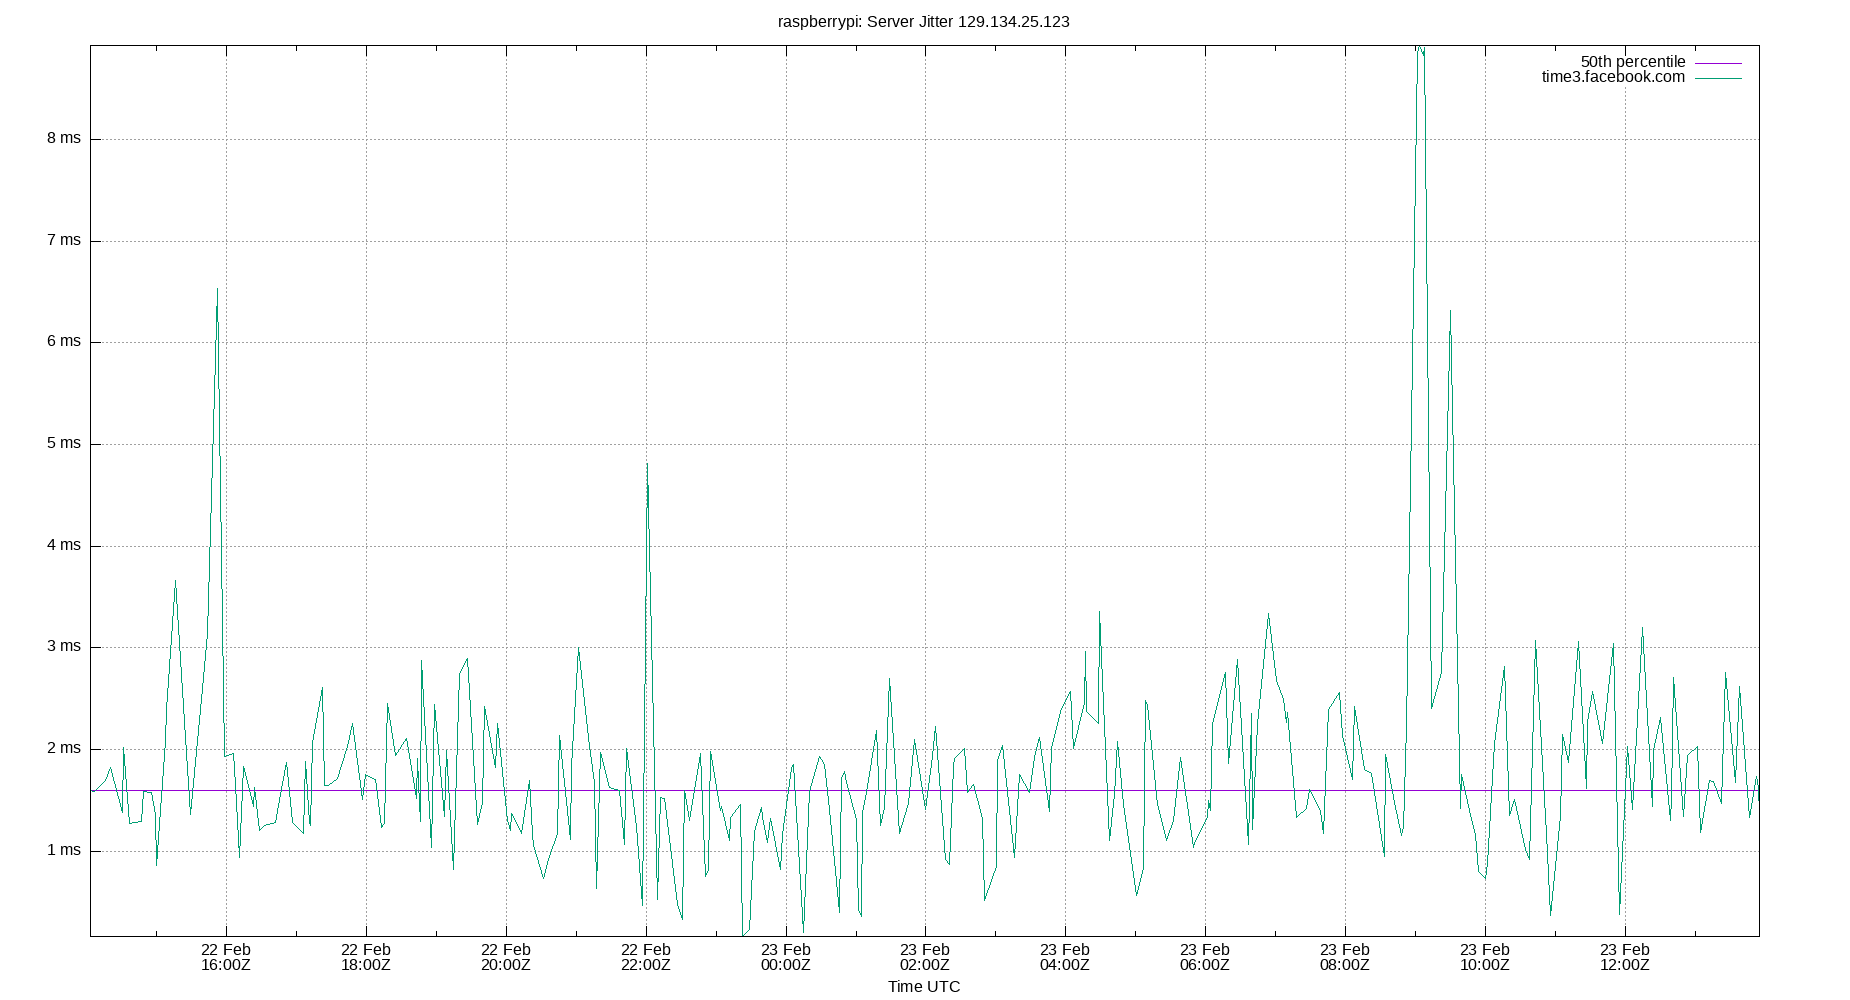 raspberrypi: Server Jitter 129.134.25.123
50th percentile
time3.facebook.com
8 ms
7 ms
6 ms
5 ms
4 ms
3 ms
2 ms
1 ms
22 Feb 22 Feb 22 Feb 22 Feb 23 Feb 23 Feb 23 Feb 23 Feb 23 Feb 23 Feb 23 Feb
16:00Z 18:00Z 20:00Z 22:00Z 00:00Z 02:00Z 04:00Z 06:00Z 08:00Z 10:00Z 12:00Z
Time UTC